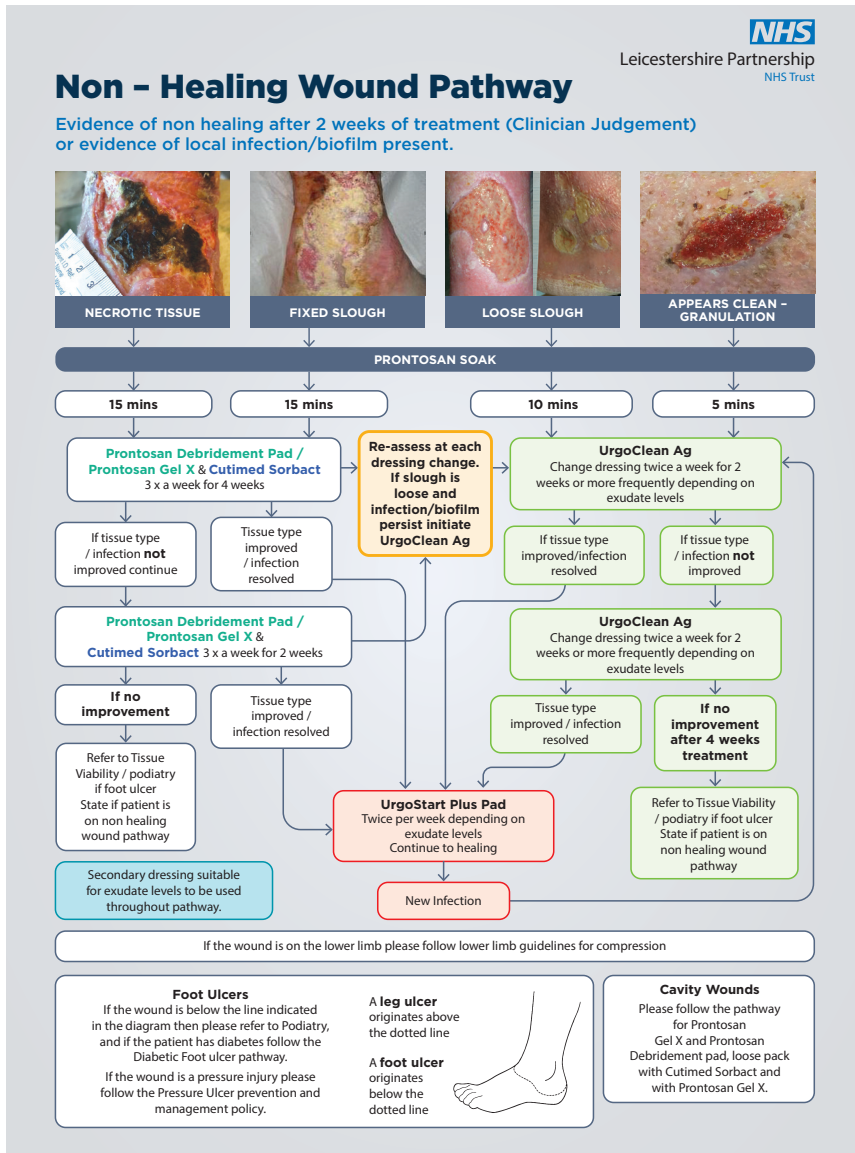 NHS
Leicestershire Partnership
NHS Trust
Non – Healing Wound Pathway
Evidence of non healing after 2 weeks of treatment (Clinician Judgement)
or evidence of local infection/biofilm present.
NECROTIC TISSUE
FIXED SLOUGH
LOOSE SLOUGH
APPEARS CLEAN –
GRANULATION
PRONTOSAN SOAK
15 mins
15 mins
10 mins
5 mins
Prontosan Debridement Pad /
Prontosan Gel X & Cutimed Sorbact
3 x a week for 4 weeks
Re-assess at each
dressing change.
If slough is
loose and
infection/biofilm
persist initiate
UrgoClean Ag
UrgoClean Ag
Change dressing twice a week for 2
weeks or more frequently depending on
exudate levels
If tissue type
/ infection not
improved continue
Tissue type
improved
/ infection
resolved
If tissue type
improved/infection
resolved
If tissue type
/ infection not
improved
Prontosan Debridement Pad /
Prontosan Gel X &
Cutimed Sorbact 3 x a week for 2 weeks
UrgoClean Ag
Change dressing twice a week for 2
weeks or more frequently depending on
exudate levels
If no
improvement
Tissue type
improved /
infection resolved
Tissue type
improved / infection
resolved
If no
improvement
after 4 weeks
treatment
Refer to Tissue
Viability / podiatry
if foot ulcer
State if patient is
on non healing
wound pathway
UrgoStart Plus Pad
Twice per week depending on
exudate levels
Continue to healing
Refer to Tissue Viability
/ podiatry if foot ulcer
State if patient is on
non healing wound
pathway
Secondary dressing suitable
for exudate levels to be used
throughout pathway.
New Infection
If the wound is on the lower limb please follow lower limb guidelines for compression
Foot Ulcers
If the wound is below the line indicated
in the diagram then please refer to Podiatry,
and if the patient has diabetes follow the
Diabetic Foot ulcer pathway.
If the wound is a pressure injury please
follow the Pressure Ulcer prevention and
management policy.
A leg ulcer
originates above
the dotted line
A foot ulcer
originates
below the
dotted line
Cavity Wounds
Please follow the pathway
for Prontosan
Gel X and Prontosan
Debridement pad, loose pack
with Cutimed Sorbact and
with Prontosan Gel X.